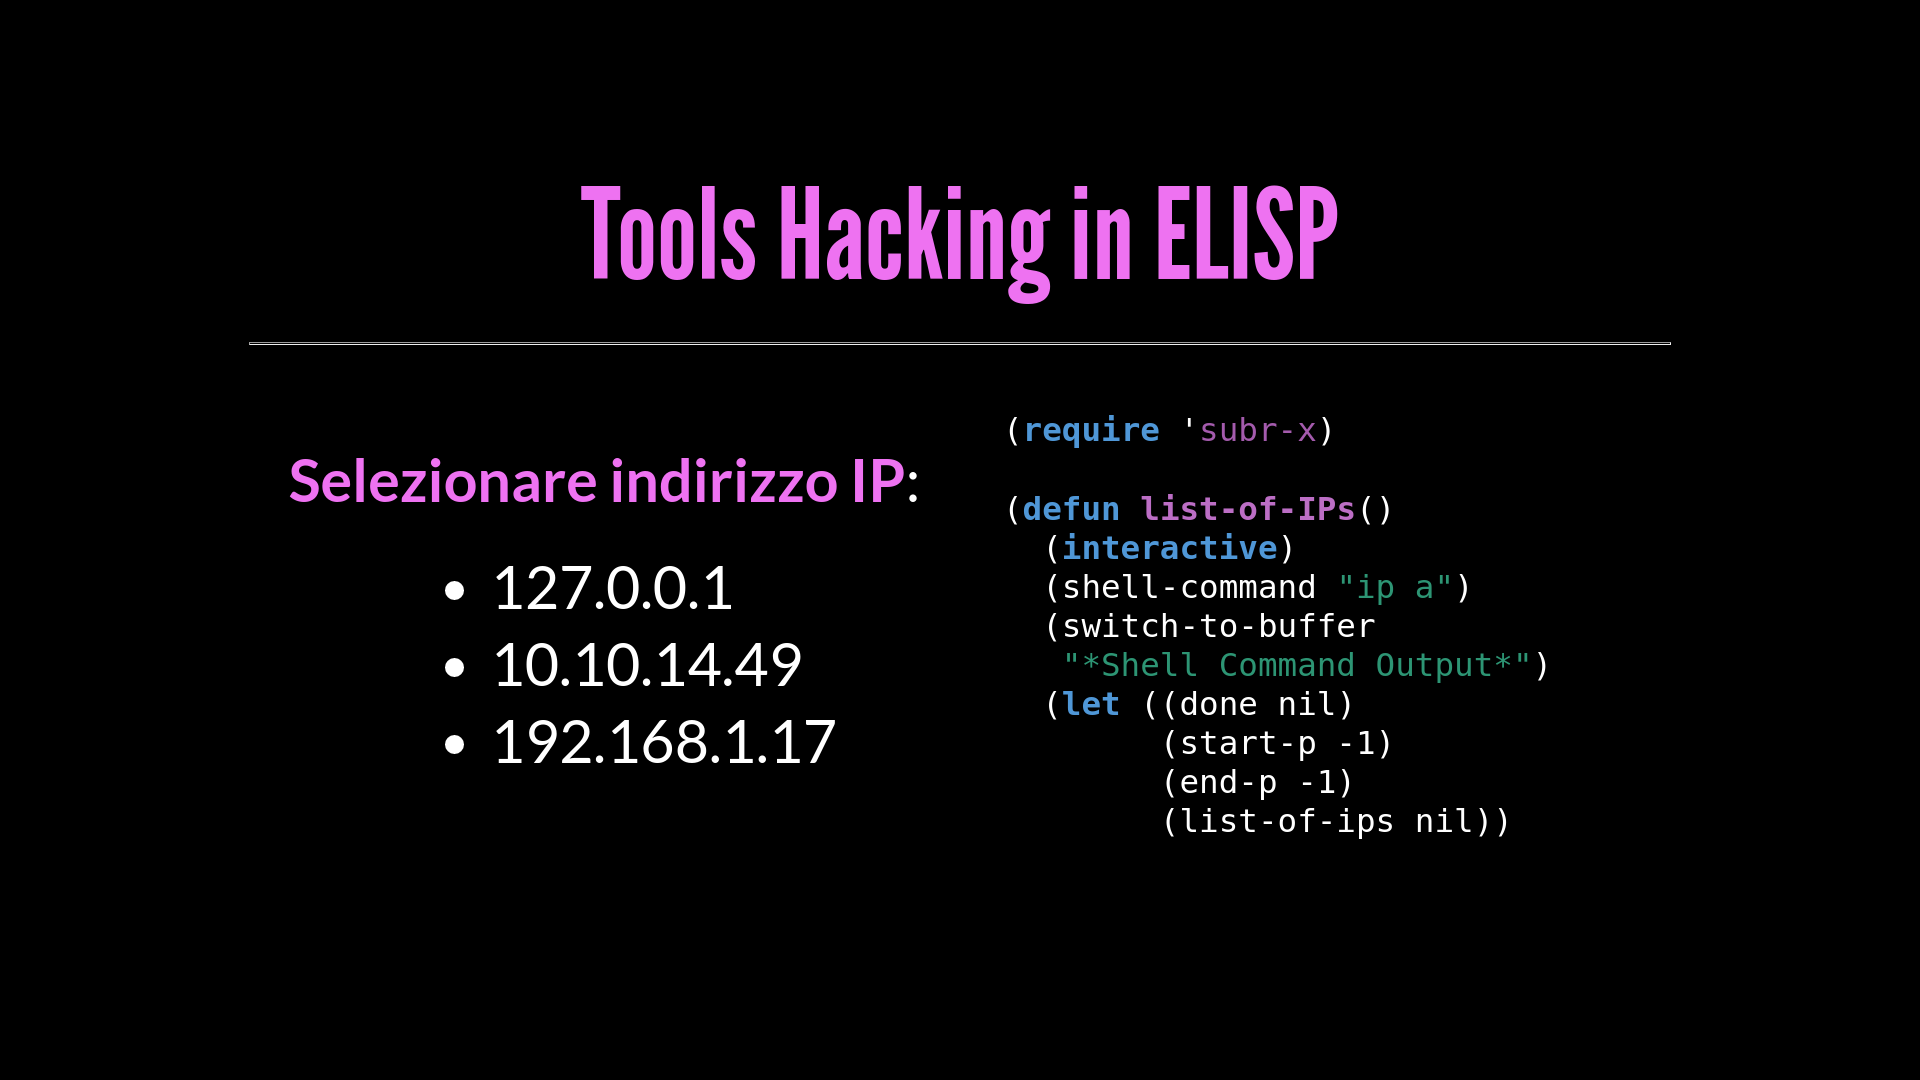 Tools Hacking in ELISP
Selezionare indirizzo IP:
• 127.0.0.1
• 10.10.14.49
• 192.168.1.17
(require 'subr-x)

(defun list-of-IPs()
  (interactive)
  (shell-command "ip a")
  (switch-to-buffer
   "*Shell Command Output*")
  (let ((done nil)
        (start-p -1)
        (end-p -1)
        (list-of-ips nil))